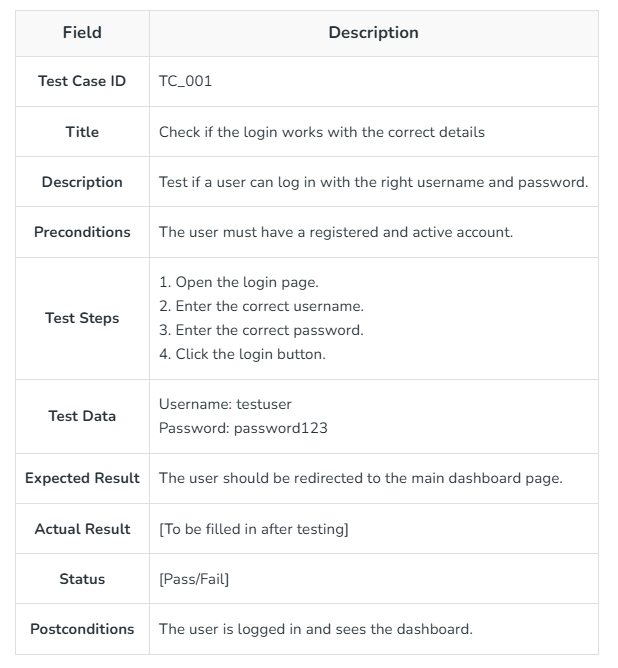 Field Description
Test Case ID TC_001
Title Check if the login works with the correct details
Description Test if a user can log in with the right username and password.
Preconditions The user must have a registered and active account.
Test Steps
1. Open the login page.
2. Enter the correct username.
3. Enter the correct password.
4. Click the login button.
Test Data
Username: testuser
Password: password123
Expected Result The user should be redirected to the main dashboard page.
Actual Result [To be filled in after testing]
Status [Pass/Fail]
Postconditions The user is logged in and sees the dashboard.